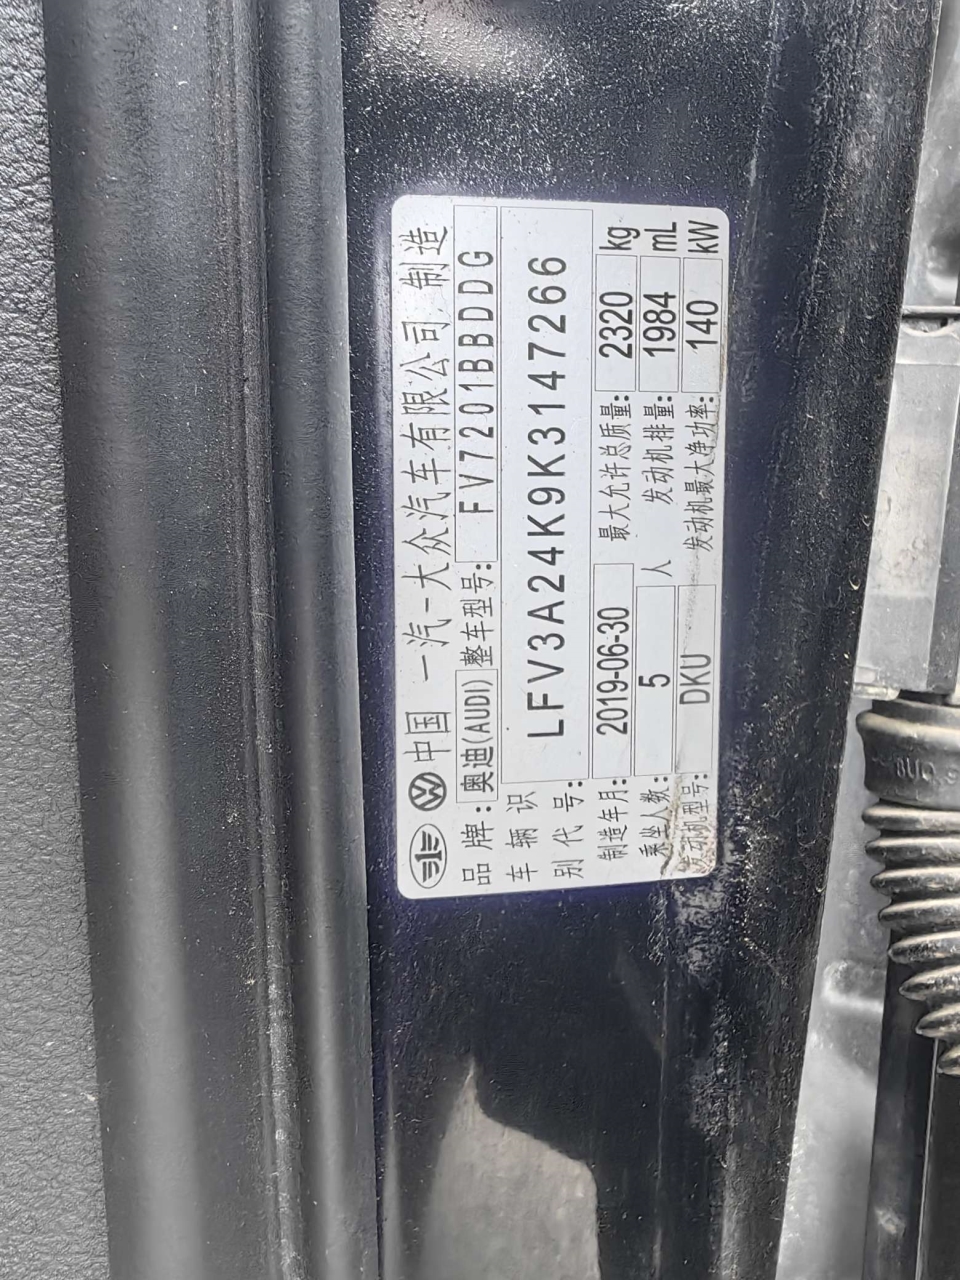 中国 一汽-大众汽车有限公司 制造
品牌: 奥迪(AUDI) 整车型号: FV7201BBDDG
车辆识别代号: LFV3A24K9K3147266
制造年月: 2019-06-30 最大允许总质量: 2320 kg
乘坐人数: 5 人 发动机排量: 1984 mL
发动机型号: DKU 发动机最大净功率: 140 kW